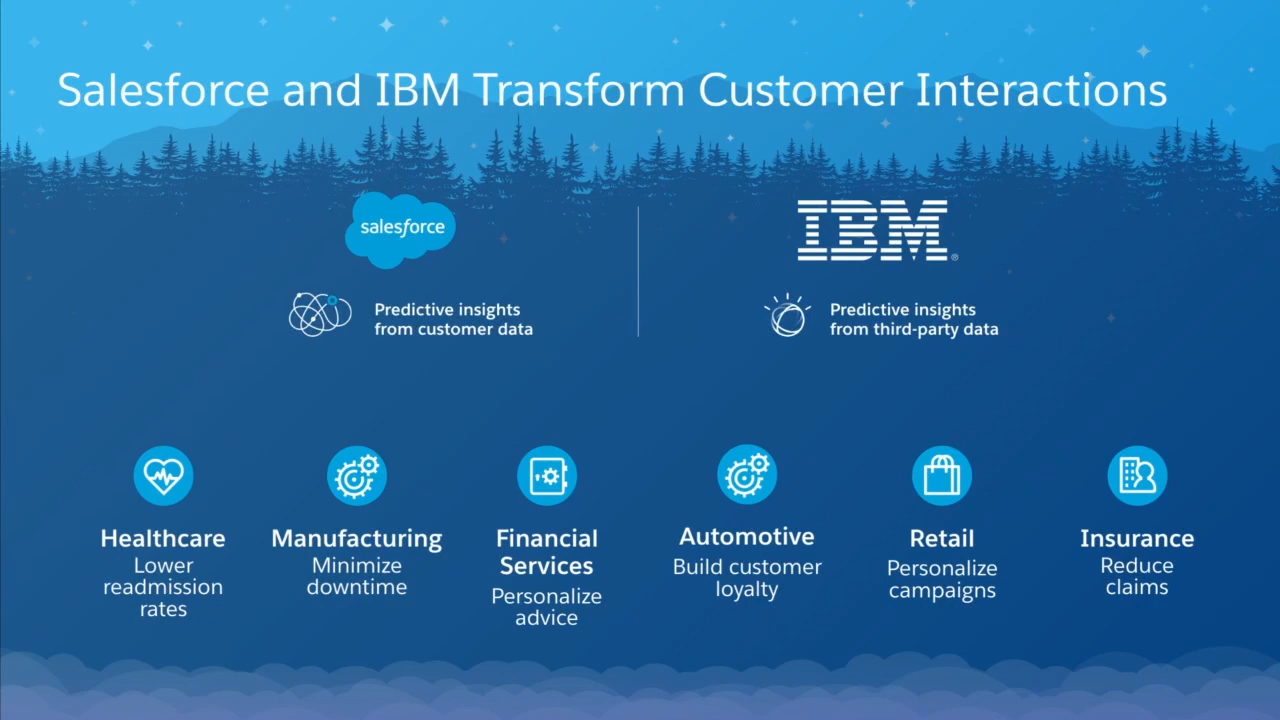 Salesforce and IBM Transform Customer Interactions
salesforce
IBM®
Predictive insights
from customer data
Predictive insights
from third-party data
Healthcare
Lower
readmission
rates
Manufacturing
Minimize
downtime
Financial
Services
Personalize
advice
Automotive
Build customer
loyalty
Retail
Personalize
campaigns
Insurance
Reduce
claims